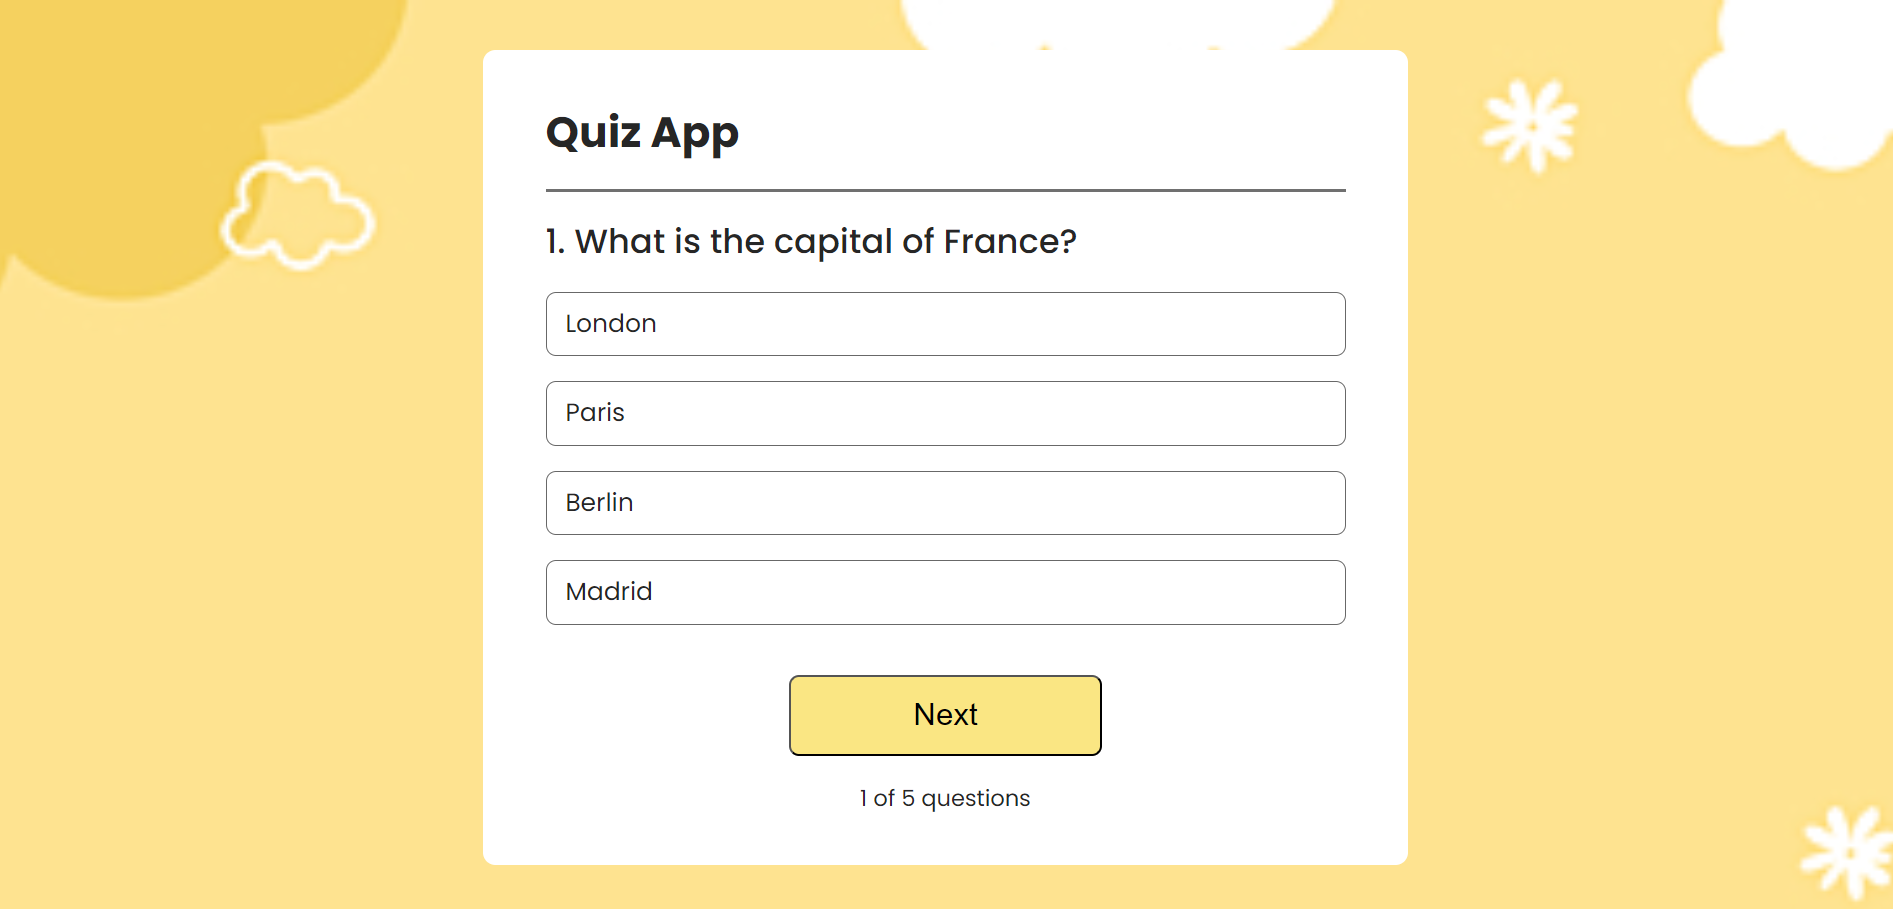 Quiz App
1. What is the capital of France?
London
Paris
Berlin
Madrid
Next
1 of 5 questions